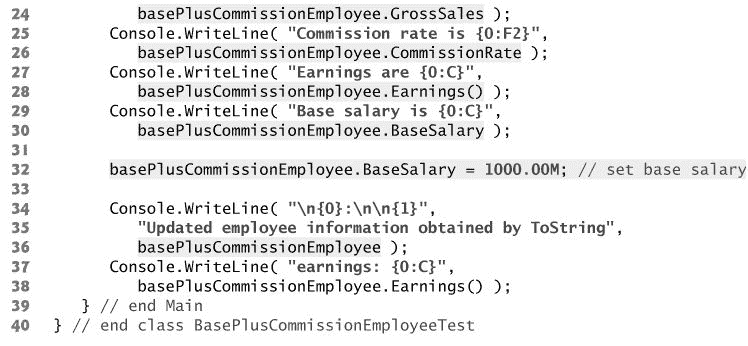 24 basePlusCommissionEmployee.GrossSales );
25 Console.WriteLine( "Commission rate is {0:F2}",
26 basePlusCommissionEmployee.CommissionRate );
27 Console.WriteLine( "Earnings are {0:C}",
28 basePlusCommissionEmployee.Earnings() );
29 Console.WriteLine( "Base salary is {0:C}",
30 basePlusCommissionEmployee.BaseSalary );
31
32 basePlusCommissionEmployee.BaseSalary = 1000.00M; // set base salary
33
34 Console.WriteLine( "\n{0}:\n\n{1}",
35 "Updated employee information obtained by ToString",
36 basePlusCommissionEmployee );
37 Console.WriteLine( "earnings: {0:C}",
38 basePlusCommissionEmployee.Earnings() );
39 } // end Main
40 } // end class BasePlusCommissionEmployeeTest